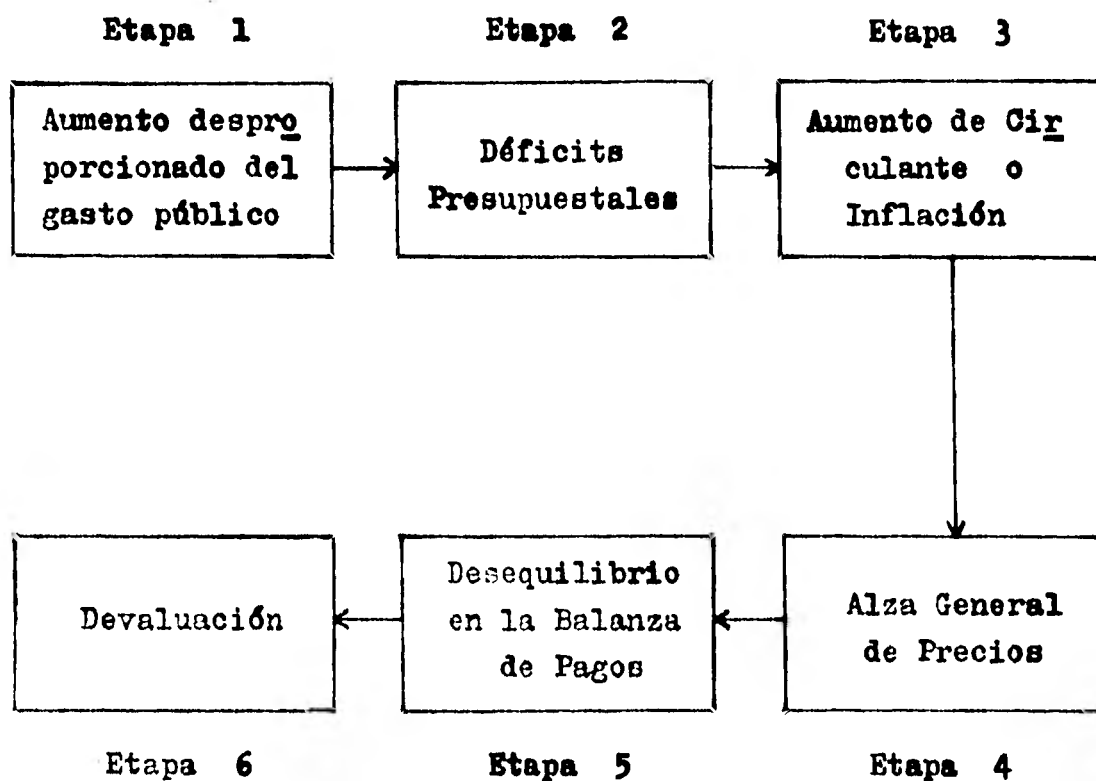 Etapa 1
Aumento despro
porcionado del
gasto público
Etapa 2
Déficits
Presupuestales
Etapa 3
Aumento de Cir
culante o
Inflación
Alza General
de Precios
Etapa 4
Desequilibrio
en la Balanza
de Pagos
Etapa 5
Devaluación
Etapa 6